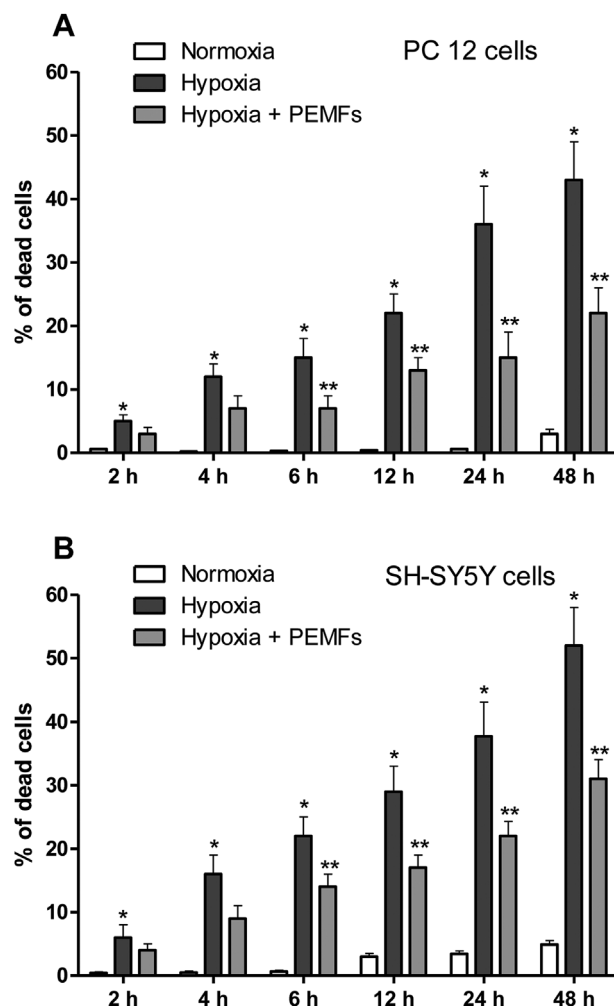 A
PC 12 cells
Normoxia
Hypoxia
Hypoxia + PEMFs
% of dead cells
60
50
40
30
20
10
0
* * ** * ** * ** * ** * **
2 h 4 h 6 h 12 h 24 h 48 h
B
SH-SY5Y cells
Normoxia
Hypoxia
Hypoxia + PEMFs
% of dead cells
60
50
40
30
20
10
0
* * * ** * ** * ** * **
2 h 4 h 6 h 12 h 24 h 48 h